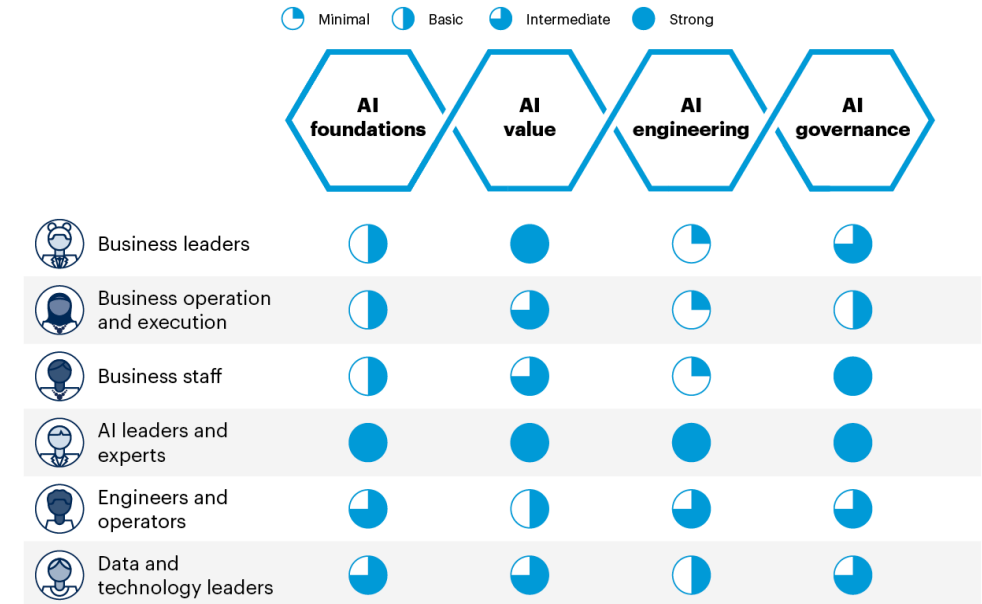 Minimal Basic Intermediate Strong
AI
foundations
AI
value
AI
engineering
AI
governance
Business leaders
Business operation
and execution
Business staff
AI leaders and
experts
Engineers and
operators
Data and
technology leaders